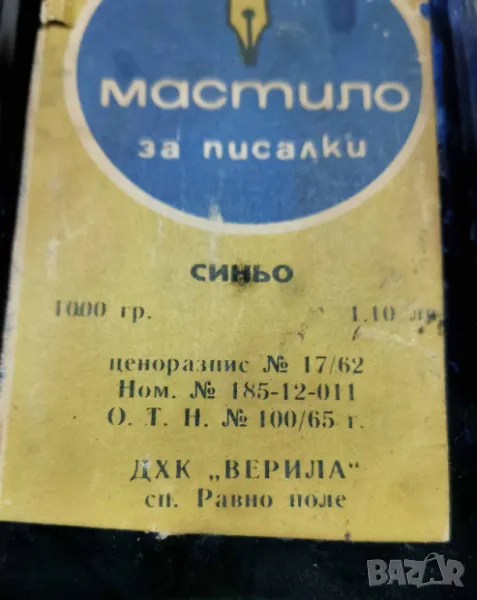 мастило
за писалки
синьо
1000 гр. 1.10 лв.
ценоразпис № 17/62
Ном. № 185-12-011
О. Т. Н. № 100/65 г.
ДХК „ВЕРИЛА“
сп. Равно поле
БАZАR